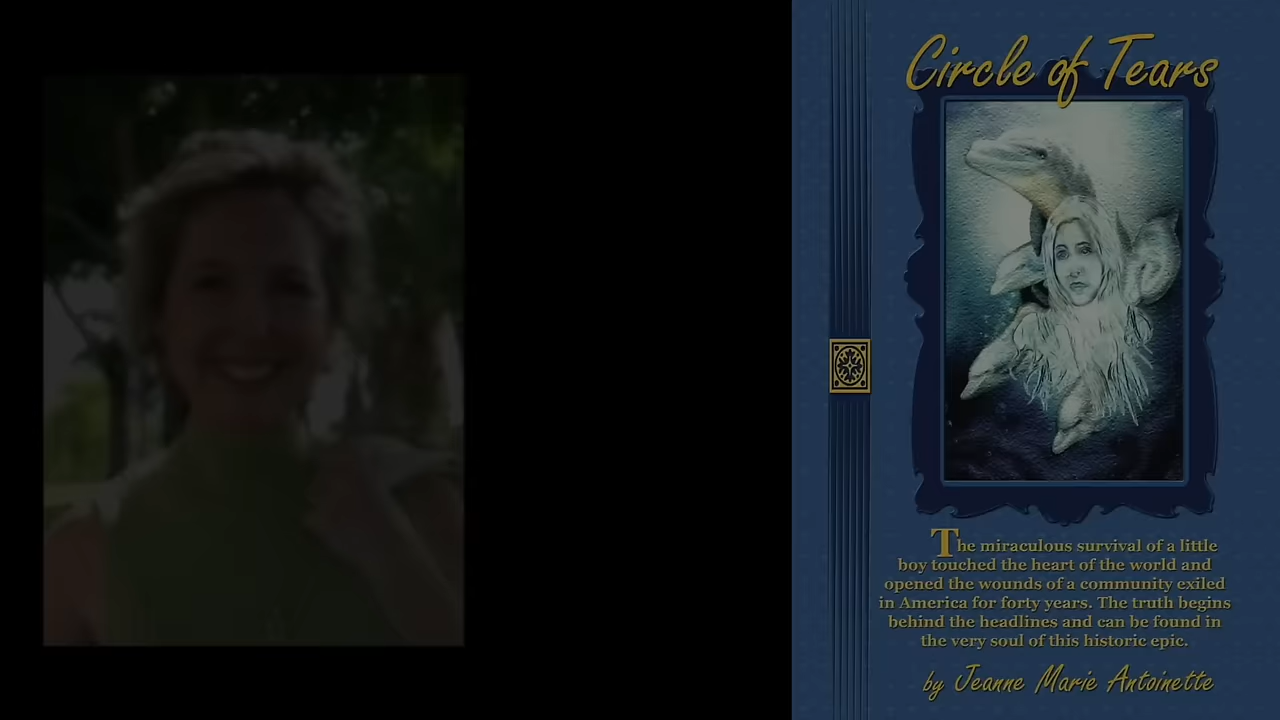 Circle of Tears
The miraculous survival of a little
boy touched the heart of the world and
opened the wounds of a community exiled
in America for forty years. The truth begins
behind the headlines and can be found in
the very soul of this historic epic.
by Jeanne Marie Antoinette